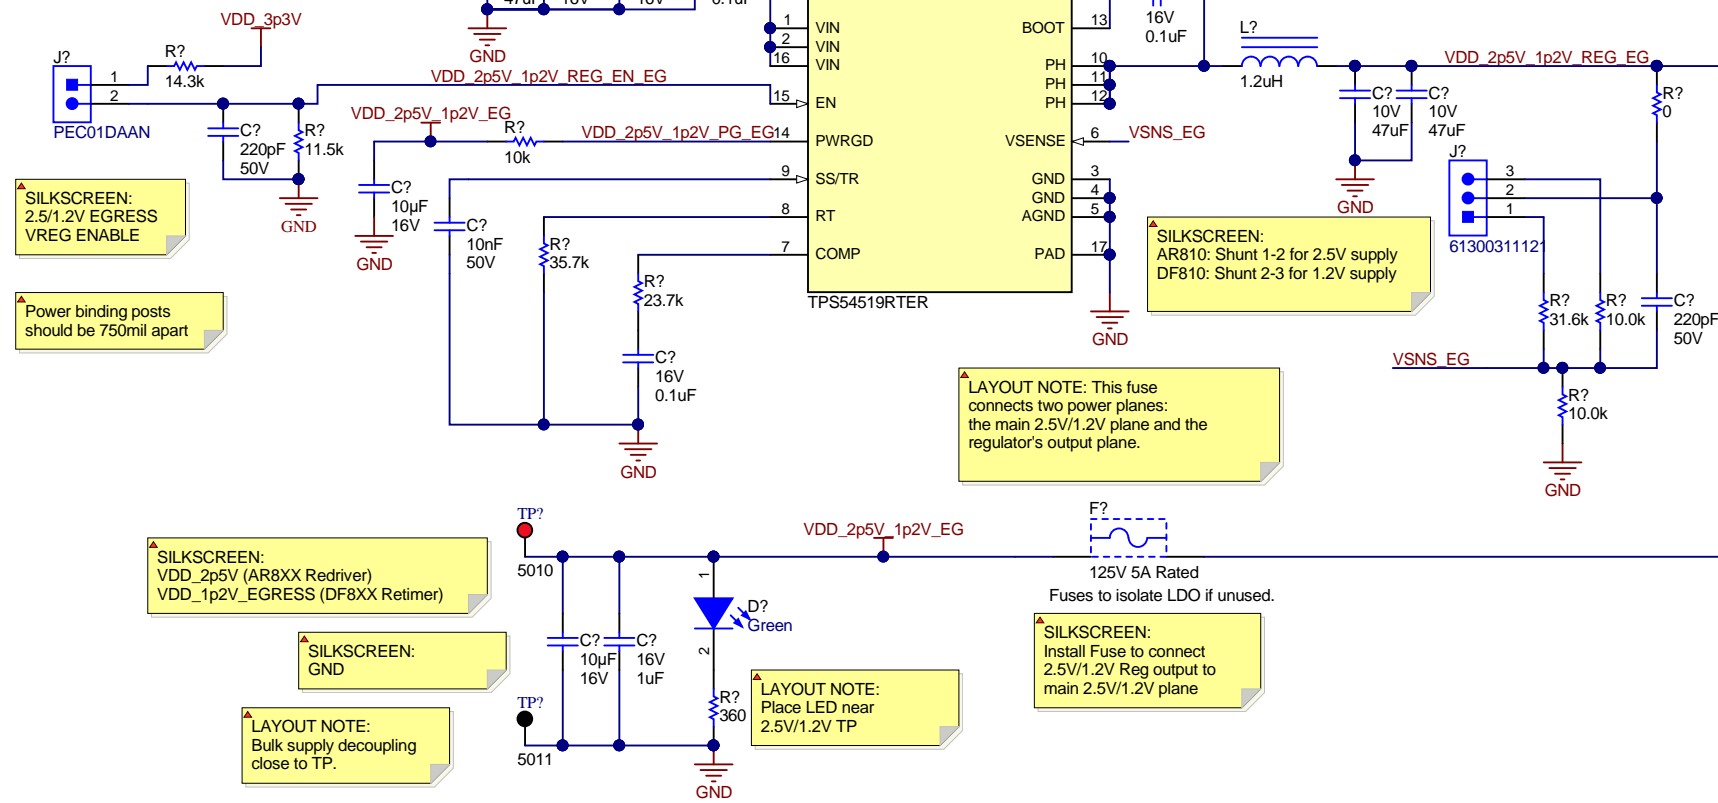 47uF
16V
16V
0.1uF
GND
VDD_3p3V
J?
1
2
PEC01DAAN
R?
14.3k
VDD_2p5V_1p2V_REG_EN_EG
C?
220pF
50V
R?
11.5k
GND
VDD_2p5V_1p2V_EG
R?
10k
VDD_2p5V_1p2V_PG_EG
C?
10µF
16V
GND
C?
10nF
50V
R?
35.7k
R?
23.7k
C?
16V
0.1uF
GND
1
VIN
2
VIN
16
VIN
15
EN
14
PWRGD
9
SS/TR
8
RT
7
COMP
BOOT
13
PH
10
PH
11
PH
12
VSENSE
6
GND
3
GND
4
AGND
5
PAD
17
TPS54519RTER
VSNS_EG
GND
16V
0.1uF
L?
1.2uH
VDD_2p5V_1p2V_REG_EG
C?
10V
47uF
C?
10V
47uF
GND
R?
0
J?
3
2
1
61300311121
R?
31.6k
R?
10.0k
C?
220pF
50V
VSNS_EG
R?
10.0k
GND
SILKSCREEN:
2.5/1.2V EGRESS
VREG ENABLE
Power binding posts
should be 750mil apart
SILKSCREEN:
AR810: Shunt 1-2 for 2.5V supply
DF810: Shunt 2-3 for 1.2V supply
LAYOUT NOTE: This fuse
connects two power planes:
the main 2.5V/1.2V plane and the
regulator's output plane.
SILKSCREEN:
VDD_2p5V (AR8XX Redriver)
VDD_1p2V_EGRESS (DF8XX Retimer)
SILKSCREEN:
GND
LAYOUT NOTE:
Bulk supply decoupling
close to TP.
TP?
5010
TP?
5011
C?
10µF
16V
C?
16V
1uF
1
D?
Green
2
R?
360
GND
LAYOUT NOTE:
Place LED near
2.5V/1.2V TP
VDD_2p5V_1p2V_EG
F?
125V 5A Rated
Fuses to isolate LDO if unused.
SILKSCREEN:
Install Fuse to connect
2.5V/1.2V Reg output to
main 2.5V/1.2V plane